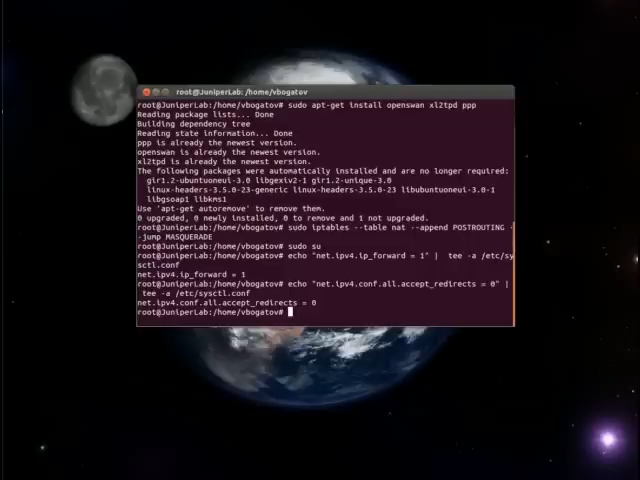 root@JuniperLab: /home/vbogatov
root@JuniperLab:/home/vbogatov# sudo apt-get install openswan xl2tpd ppp
Reading package lists... Done
Building dependency tree
Reading state information... Done
ppp is already the newest version.
openswan is already the newest version.
xl2tpd is already the newest version.
The following packages were automatically installed and are no longer required:
gir1.2-ubuntuoneui-3.0 libgexiv2-1 gir1.2-unique-3.0
linux-headers-3.5.0-23-generic linux-headers-3.5.0-23 libubuntuoneui-3.0-1
libgsoap1 libkms1
Use 'apt-get autoremove' to remove them.
0 upgraded, 0 newly installed, 0 to remove and 1 not upgraded.
root@JuniperLab:/home/vbogatov# sudo iptables --table nat --append POSTROUTING -
-jump MASQUERADE
root@JuniperLab:/home/vbogatov# sudo su
root@JuniperLab:/home/vbogatov# echo "net.ipv4.ip_forward = 1" | tee -a /etc/sy
sctl.conf
net.ipv4.ip_forward = 1
root@JuniperLab:/home/vbogatov# echo "net.ipv4.conf.all.accept_redirects = 0" |
tee -a /etc/sysctl.conf
net.ipv4.conf.all.accept_redirects = 0
root@JuniperLab:/home/vbogatov#